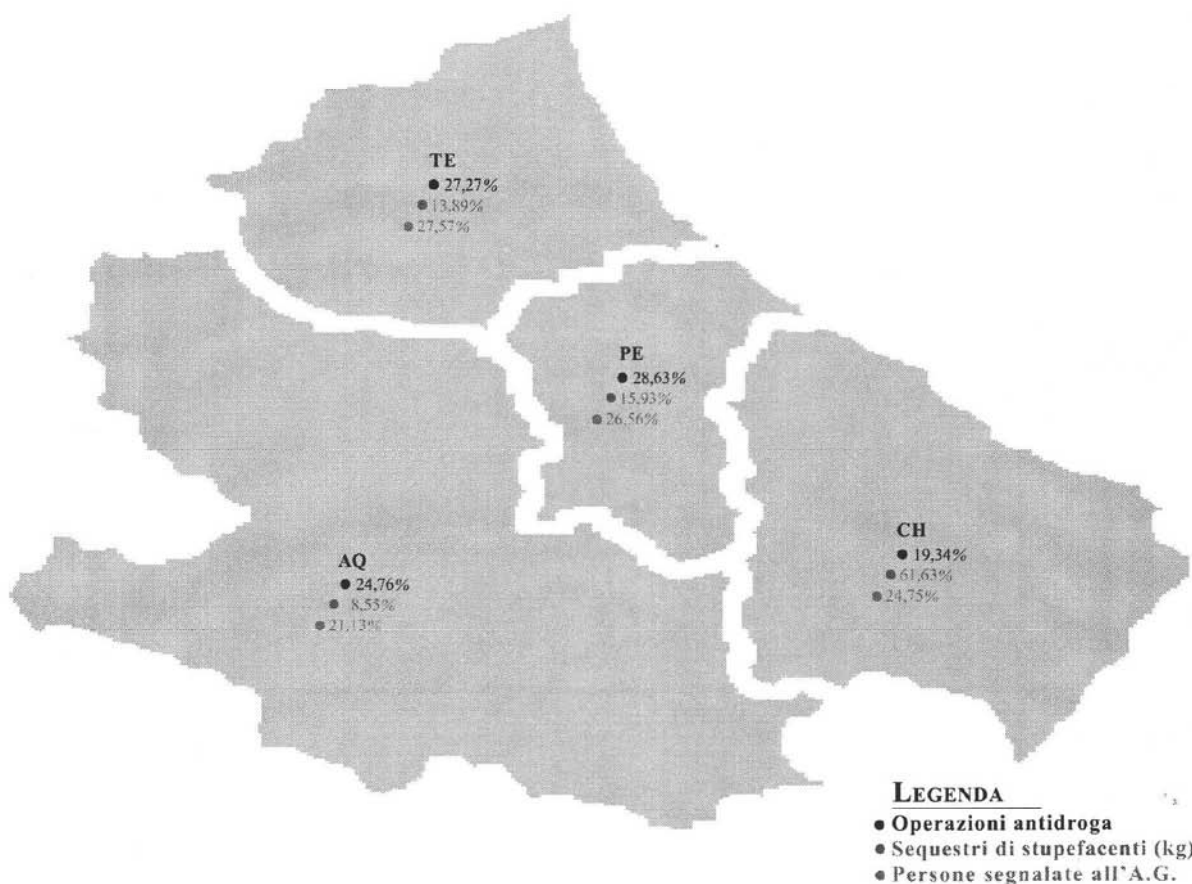 TE
27,27%
13,89%
27,57%
PE
28,63%
15,93%
26,56%
CH
19,34%
61,63%
24,75%
AQ
24,76%
8,55%
21,13%
LEGENDA
Operazioni antidroga
Sequestri di stupefacenti (kg)
Persone segnalate all'A.G.